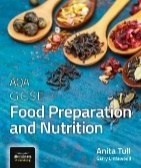 AQA
GCSE
Food Preparation
and Nutrition
Anita Tull